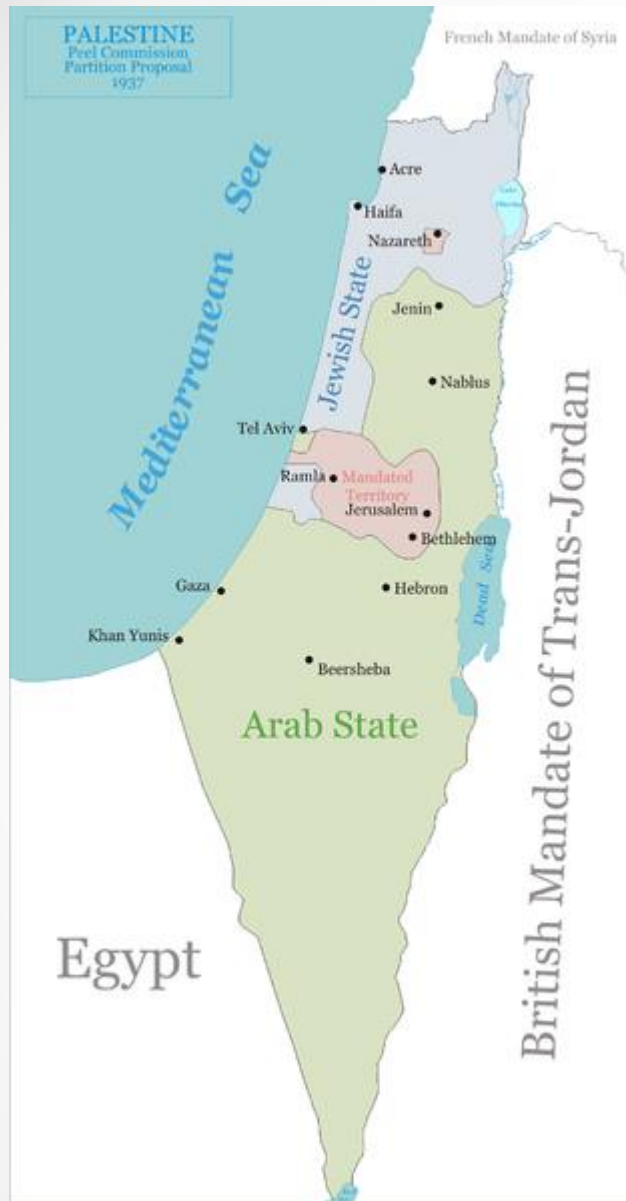 PALESTINE
Peel Commission
Partition Proposal
1937
French Mandate of Syria
Mediterranean Sea
Acre
Haifa
Nazareth
Jewish State
Jenin
Nablus
Tel Aviv
Ramla
Mandated
Territory
Jerusalem
Bethlehem
Gaza
Hebron
Dead Sea
Khan Yunis
Beersheba
Arab State
Egypt
British Mandate of Trans-Jordan